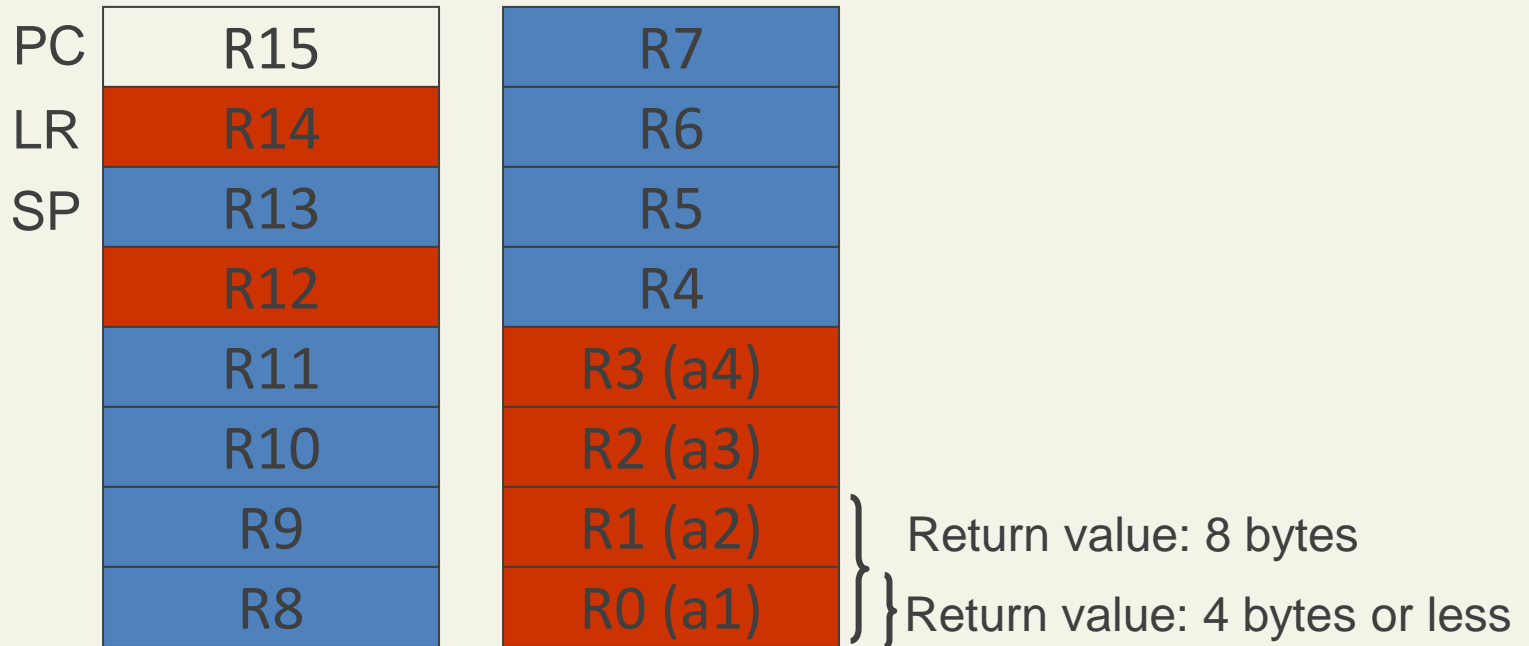 PC R15 R7
LR R14 R6
SP R13 R5
R12 R4
R11 R3 (a4)
R10 R2 (a3)
R9 R1 (a2) Return value: 8 bytes
R8 R0 (a1) Return value: 4 bytes or less